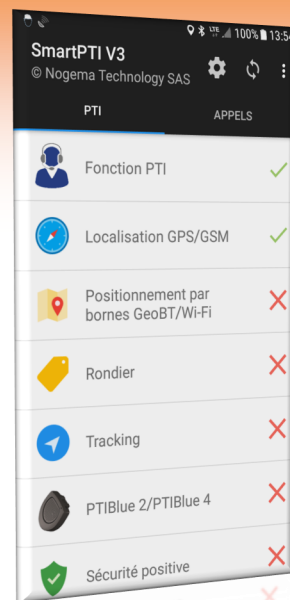 100% 13:54
SmartPTI V3
© Nogema Technology SAS
PTI
APPELS
Fonction PTI
Localisation GPS/GSM
Positionnement par
bornes GeoBT/Wi-Fi
Rondier
Tracking
PTIBlue 2/PTIBlue 4
Sécurité positive